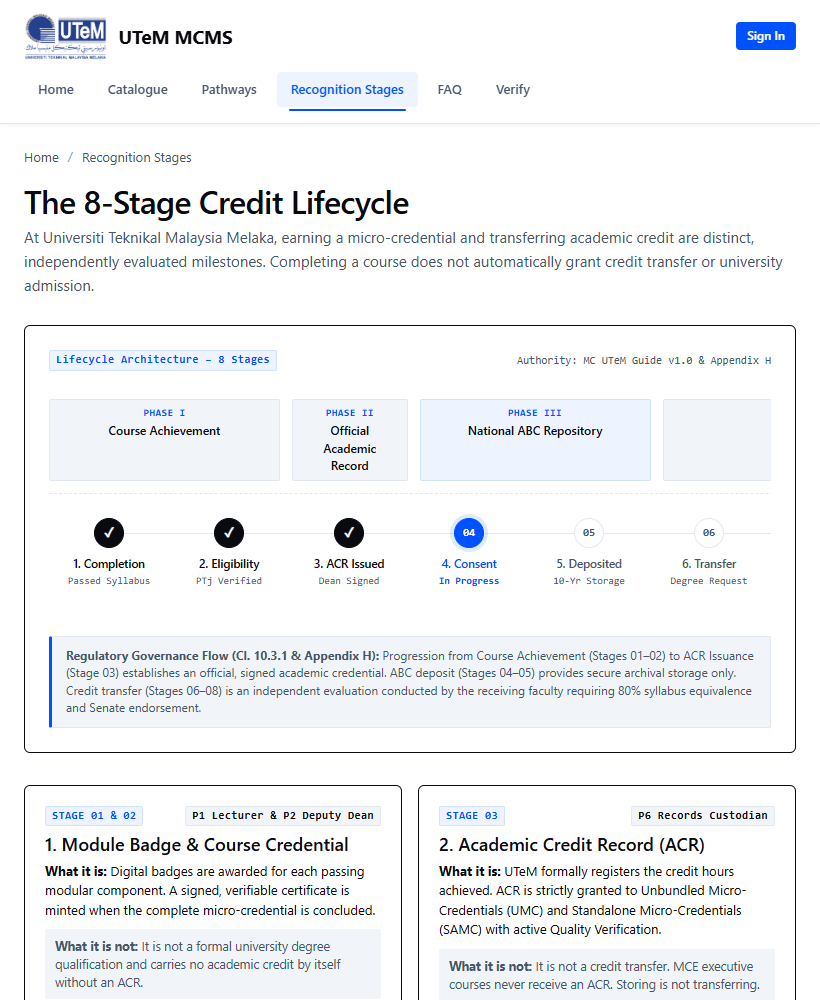 UTeM
UNIVERSITI TEKNIKAL MALAYSIA MELAKA
UTeM MCMS
Sign In
Home
Catalogue
Pathways
Recognition Stages
FAQ
Verify
Home / Recognition Stages
The 8-Stage Credit Lifecycle
At Universiti Teknikal Malaysia Melaka, earning a micro-credential and transferring academic credit are distinct,
independently evaluated milestones. Completing a course does not automatically grant credit transfer or university
admission.
Lifecycle Architecture – 8 Stages
Authority: MC UTeM Guide v1.0 & Appendix H
PHASE I
Course Achievement
PHASE II
Official
Academic
Record
PHASE III
National ABC Repository
04
05
06
1. Completion
Passed Syllabus
2. Eligibility
PTj Verified
3. ACR Issued
Dean Signed
4. Consent
In Progress
5. Deposited
10-Yr Storage
6. Transfer
Degree Request
Regulatory Governance Flow (Cl. 10.3.1 & Appendix H): Progression from Course Achievement (Stages 01–02) to ACR Issuance
(Stage 03) establishes an official, signed academic credential. ABC deposit (Stages 04–05) provides secure archival storage only.
Credit transfer (Stages 06–08) is an independent evaluation conducted by the receiving faculty requiring 80% syllabus equivalence
and Senate endorsement.
STAGE 01 & 02
P1 Lecturer & P2 Deputy Dean
1. Module Badge & Course Credential
What it is: Digital badges are awarded for each passing
modular component. A signed, verifiable certificate is
minted when the complete micro-credential is concluded.
What it is not: It is not a formal university degree
qualification and carries no academic credit by itself
without an ACR.
STAGE 03
P6 Records Custodian
2. Academic Credit Record (ACR)
What it is: UTeM formally registers the credit hours
achieved. ACR is strictly granted to Unbundled Micro-
Credentials (UMC) and Standalone Micro-Credentials
(SAMC) with active Quality Verification.
What it is not: It is not a credit transfer. MCE executive
courses never receive an ACR. Storing is not transferring.